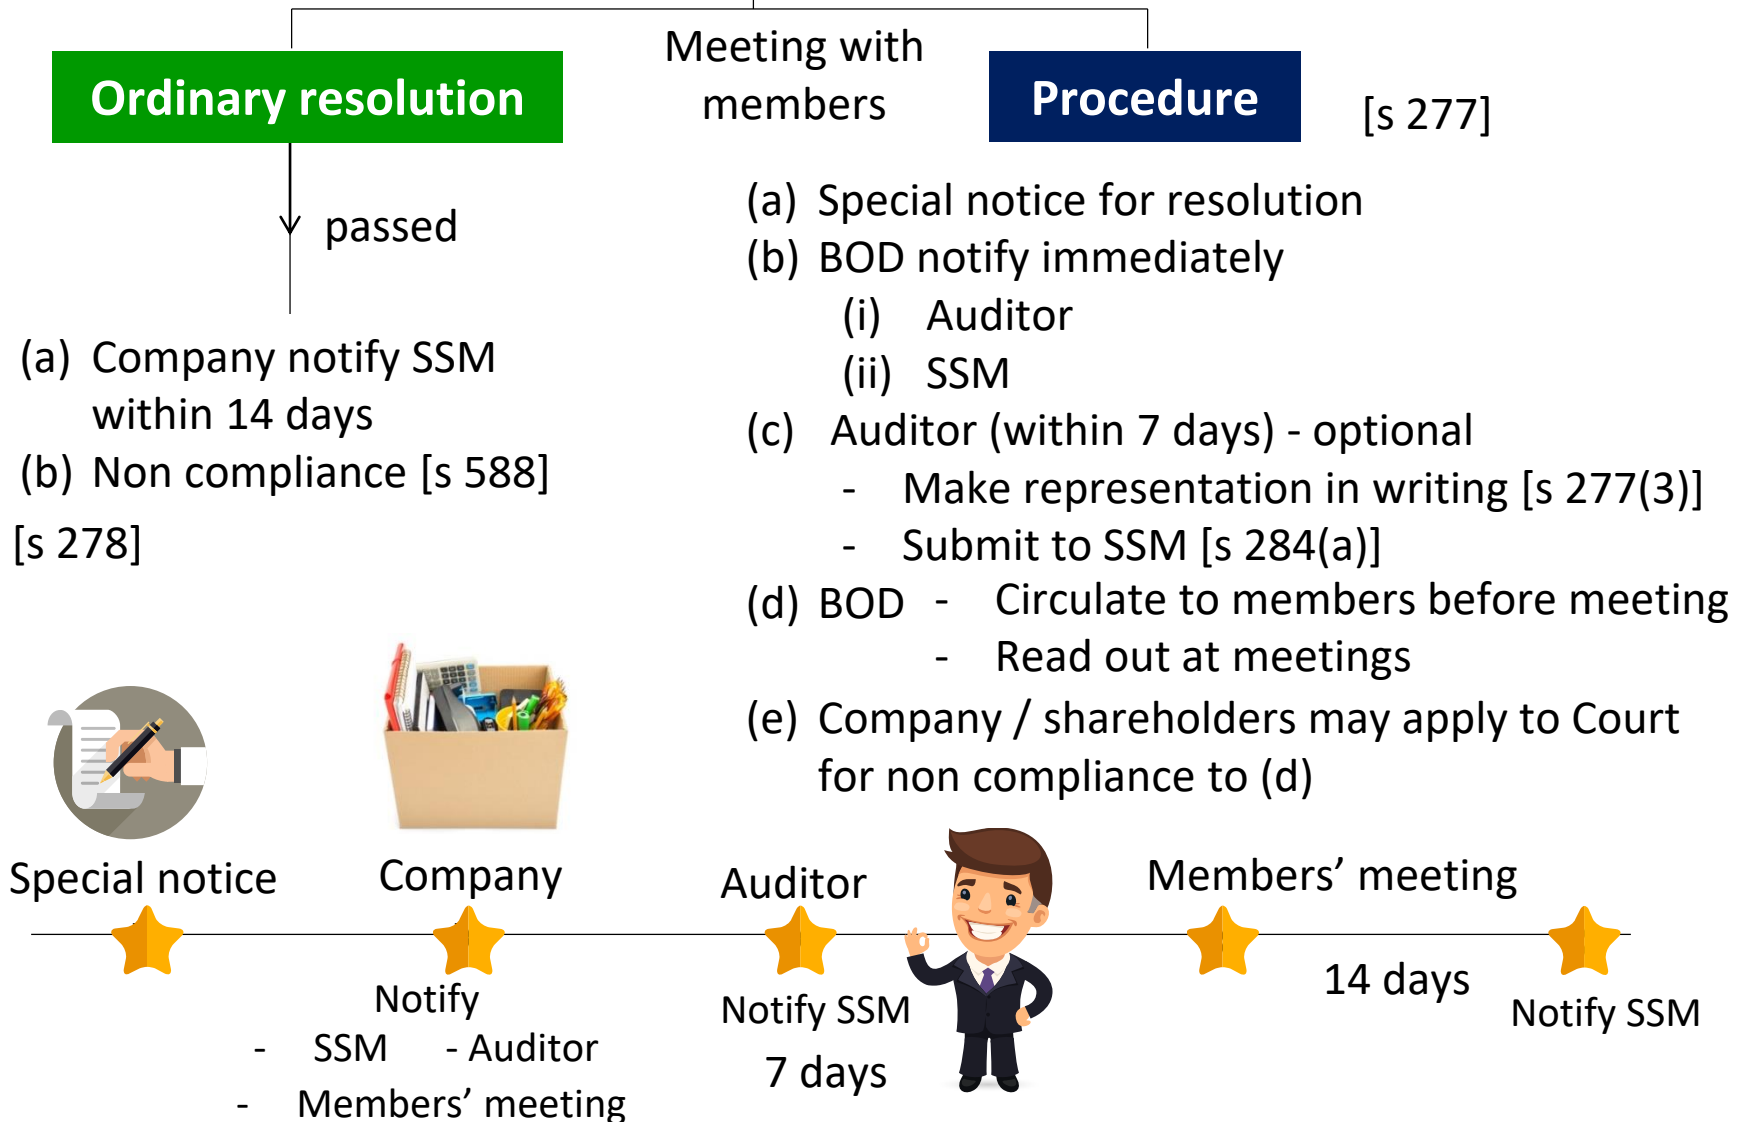 Meeting with
members
Ordinary resolution
Procedure
[s 277]
passed
(a) Company notify SSM
within 14 days
(b) Non compliance [s 588]
[s 278]
(a) Special notice for resolution
(b) BOD notify immediately
(i) Auditor
(ii) SSM
(c) Auditor (within 7 days) - optional
- Make representation in writing [s 277(3)]
- Submit to SSM [s 284(a)]
(d) BOD - Circulate to members before meeting
- Read out at meetings
(e) Company / shareholders may apply to Court
for non compliance to (d)
Special notice
Company
Auditor
Members’ meeting
Notify
- SSM - Auditor
- Members’ meeting
Notify SSM
7 days
14 days
Notify SSM